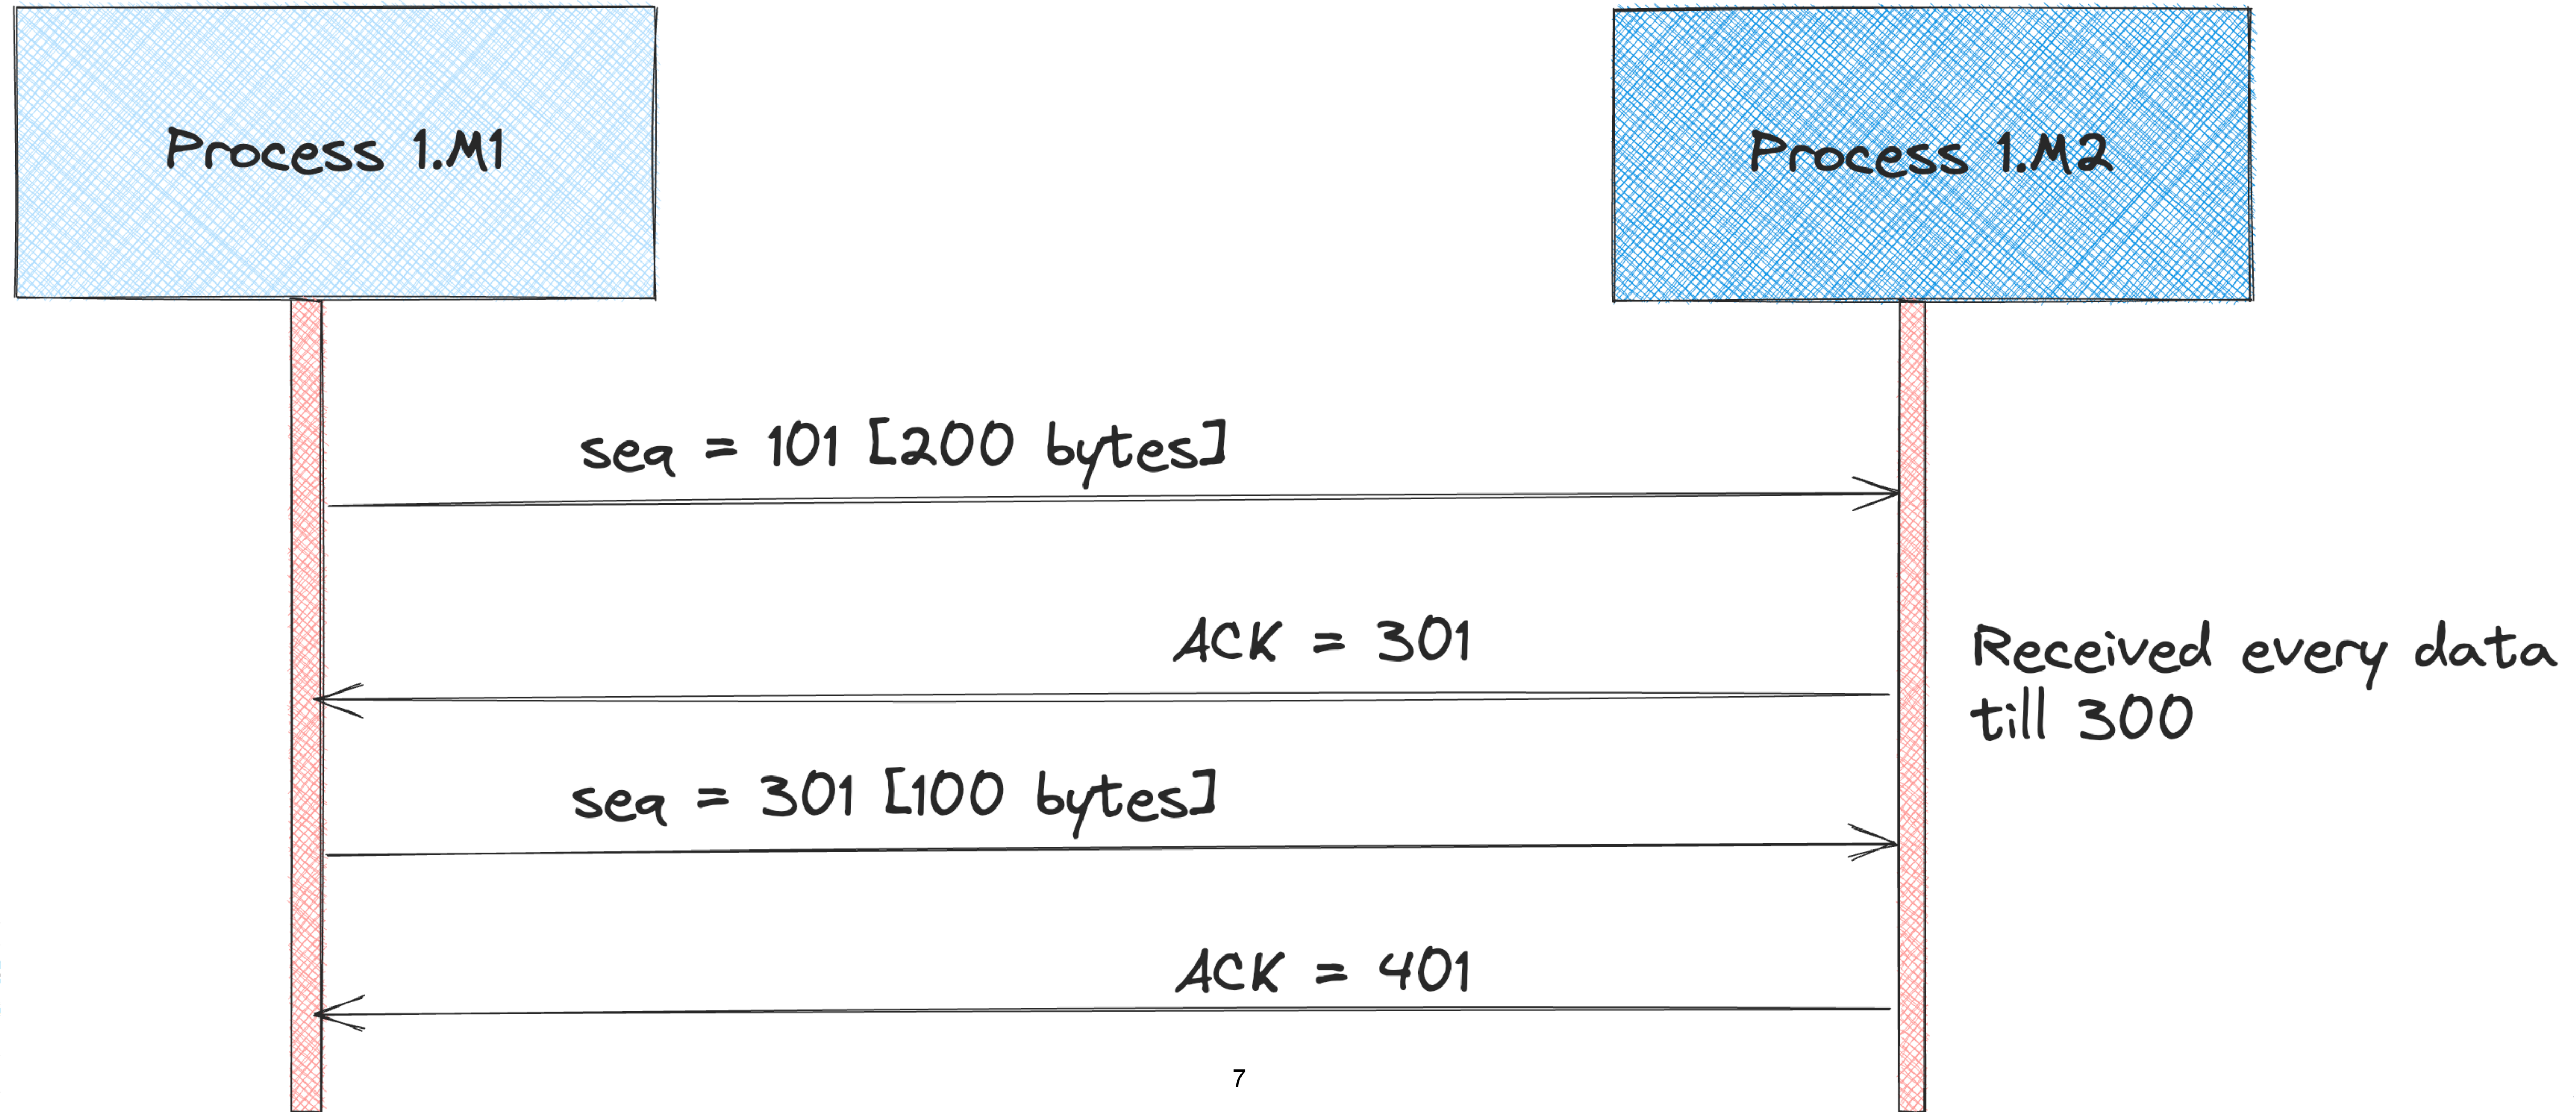 Process 1.M1
Process 1.M2
seq = 101 [200 bytes]
ACK = 301
Received every data
till 300
seq = 301 [100 bytes]
ACK = 401
7